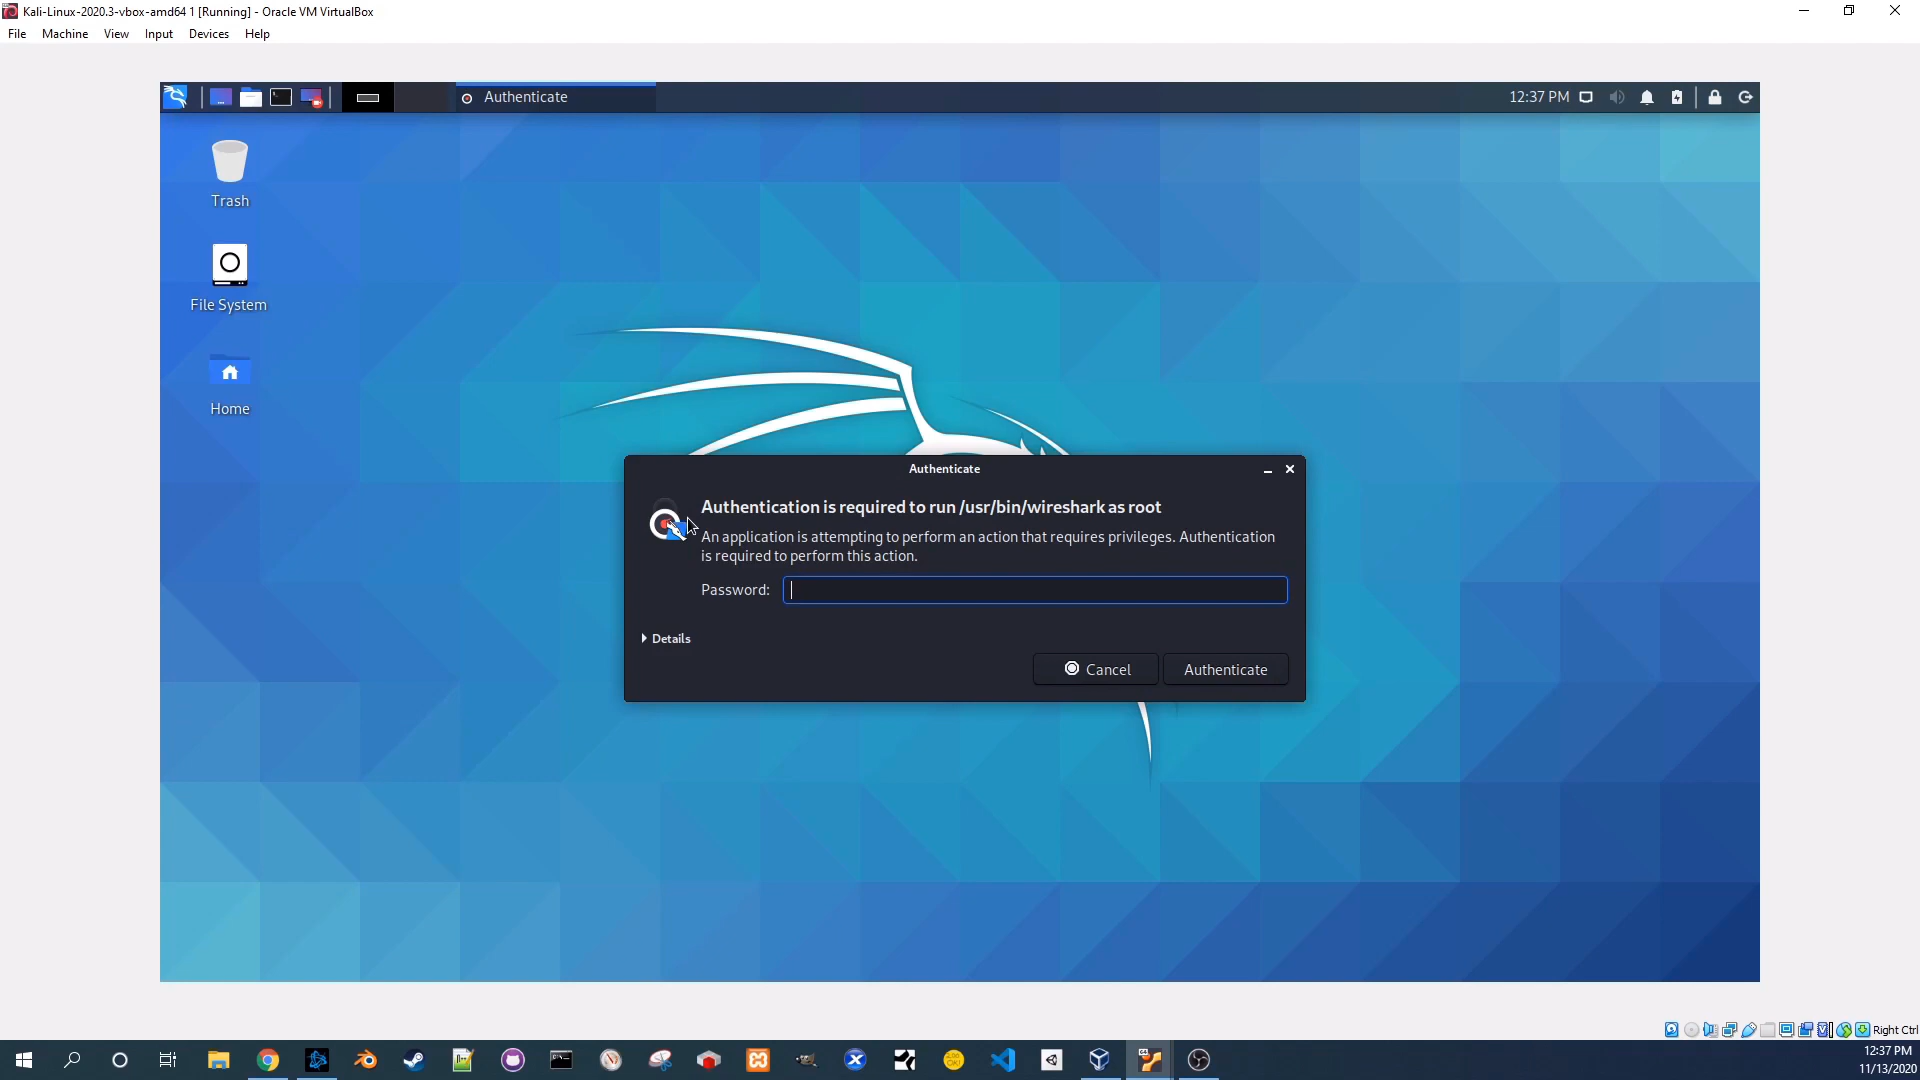 Kali-Linux-2020.3-vbox-amd64 1 [Running] - Oracle VM VirtualBox
File Machine View Input Devices Help
Authenticate
12:37 PM
Trash
File System
Home
Authenticate
Authentication is required to run /usr/bin/wireshark as root
An application is attempting to perform an action that requires privileges. Authentication
is required to perform this action.
Password:
Details
Cancel Authenticate
Right Ctrl
12:37 PM
11/13/2020